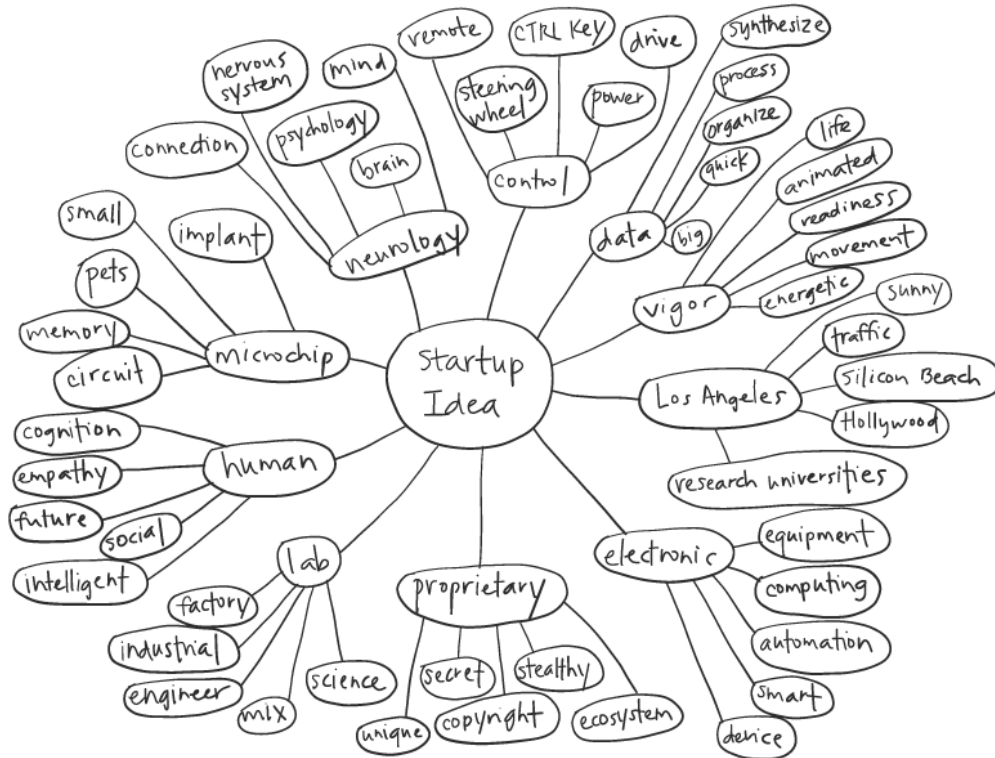 Startup
Idea
control
remote
steering
wheel
CTRL Key
power
drive
data
synthesize
process
organize
quick
big
vigor
life
animated
readiness
movement
energetic
Los Angeles
sunny
traffic
Silicon Beach
Hollywood
research universities
electronic
equipment
computing
automation
smart
device
proprietary
unique
secret
copyright
stealthy
ecosystem
lab
factory
industrial
engineer
mix
science
human
cognition
empathy
future
social
intelligent
microchip
small
pets
memory
circuit
implant
neurology
connection
nervous
system
psychology
brain
mind